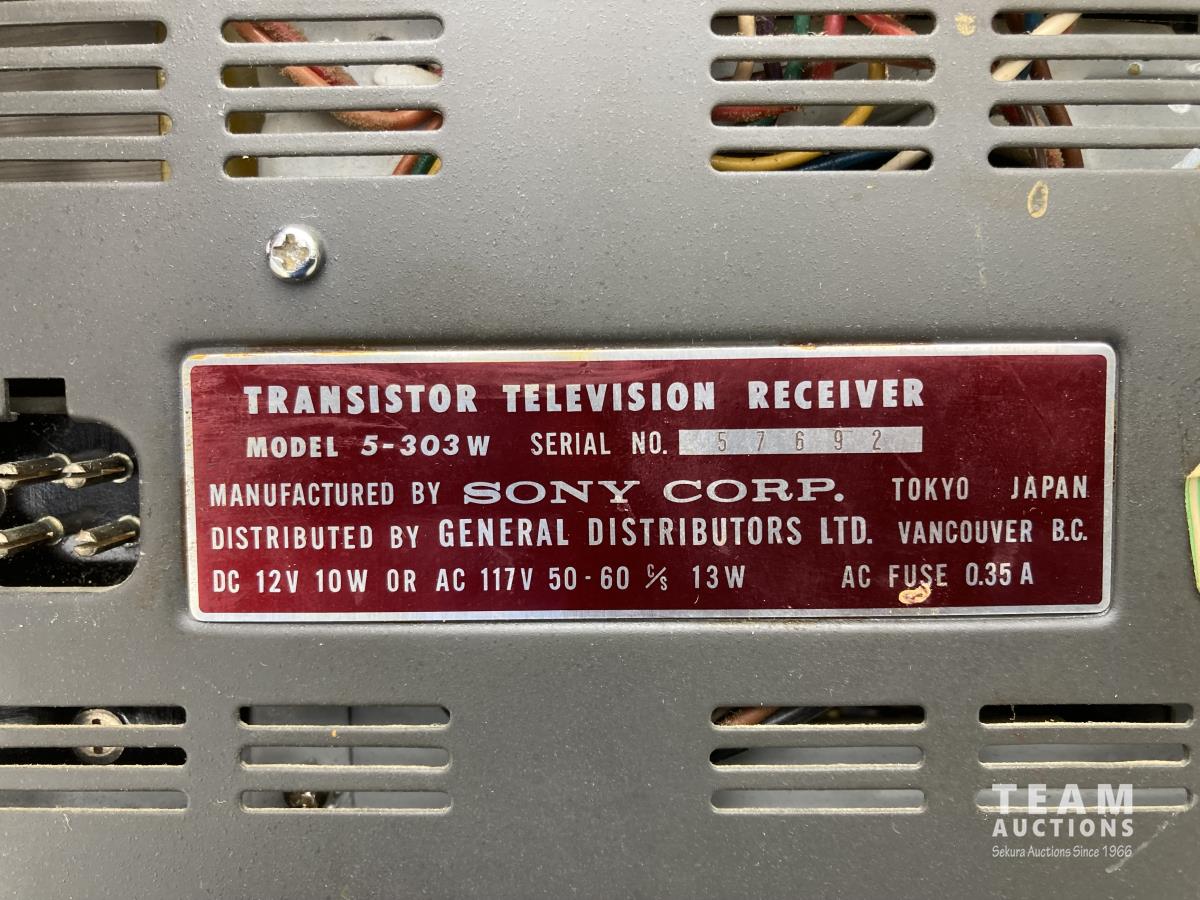 TRANSISTOR TELEVISION RECEIVER
MODEL 5-303W SERIAL NO. 57692
MANUFACTURED BY SONY CORP. TOKYO JAPAN
DISTRIBUTED BY GENERAL DISTRIBUTORS LTD. VANCOUVER B.C.
DC 12V 10W OR AC 117V 50-60 C/S 13W AC FUSE 0.35A
TEAM
AUCTIONS
Sekura Auctions Since 1966